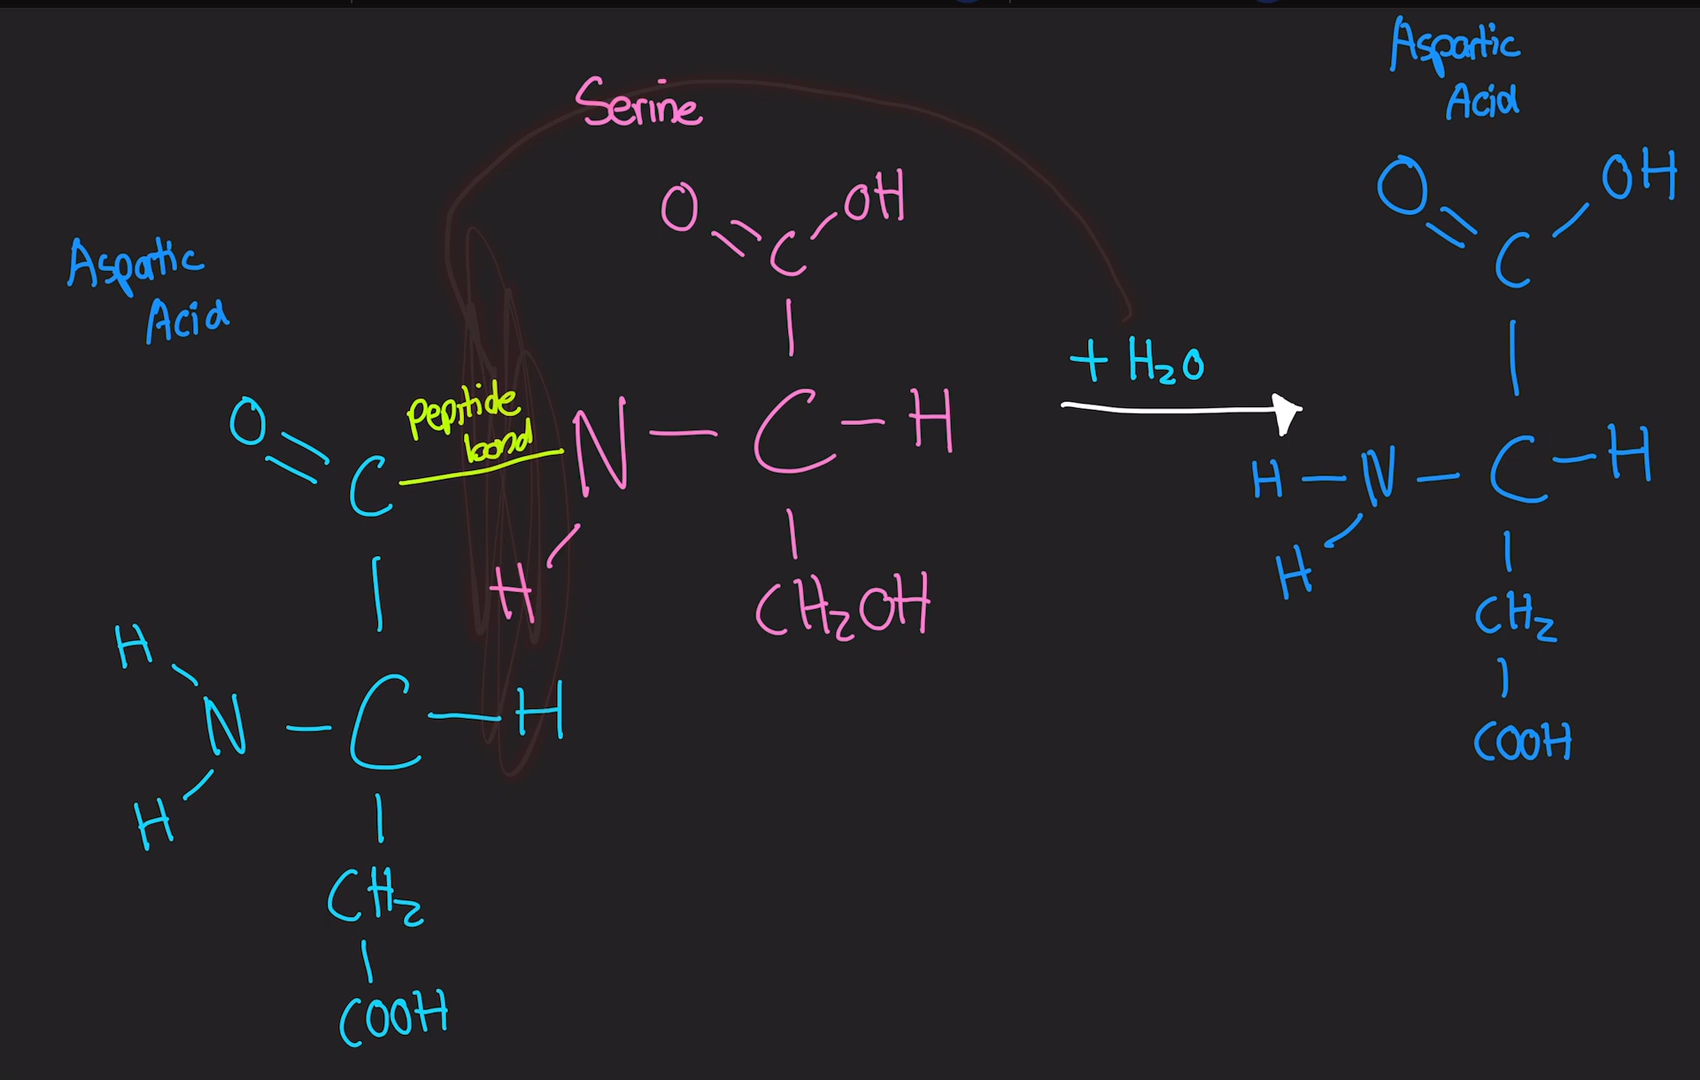 Serine
O OH
C
N - C - H
H
CH2OH
Aspartic
Acid
O
C
peptide
bond
H
N - C - H
H
CH2
COOH
+ H2O
Aspartic
Acid
O OH
C
H - N - C - H
H
CH2
COOH